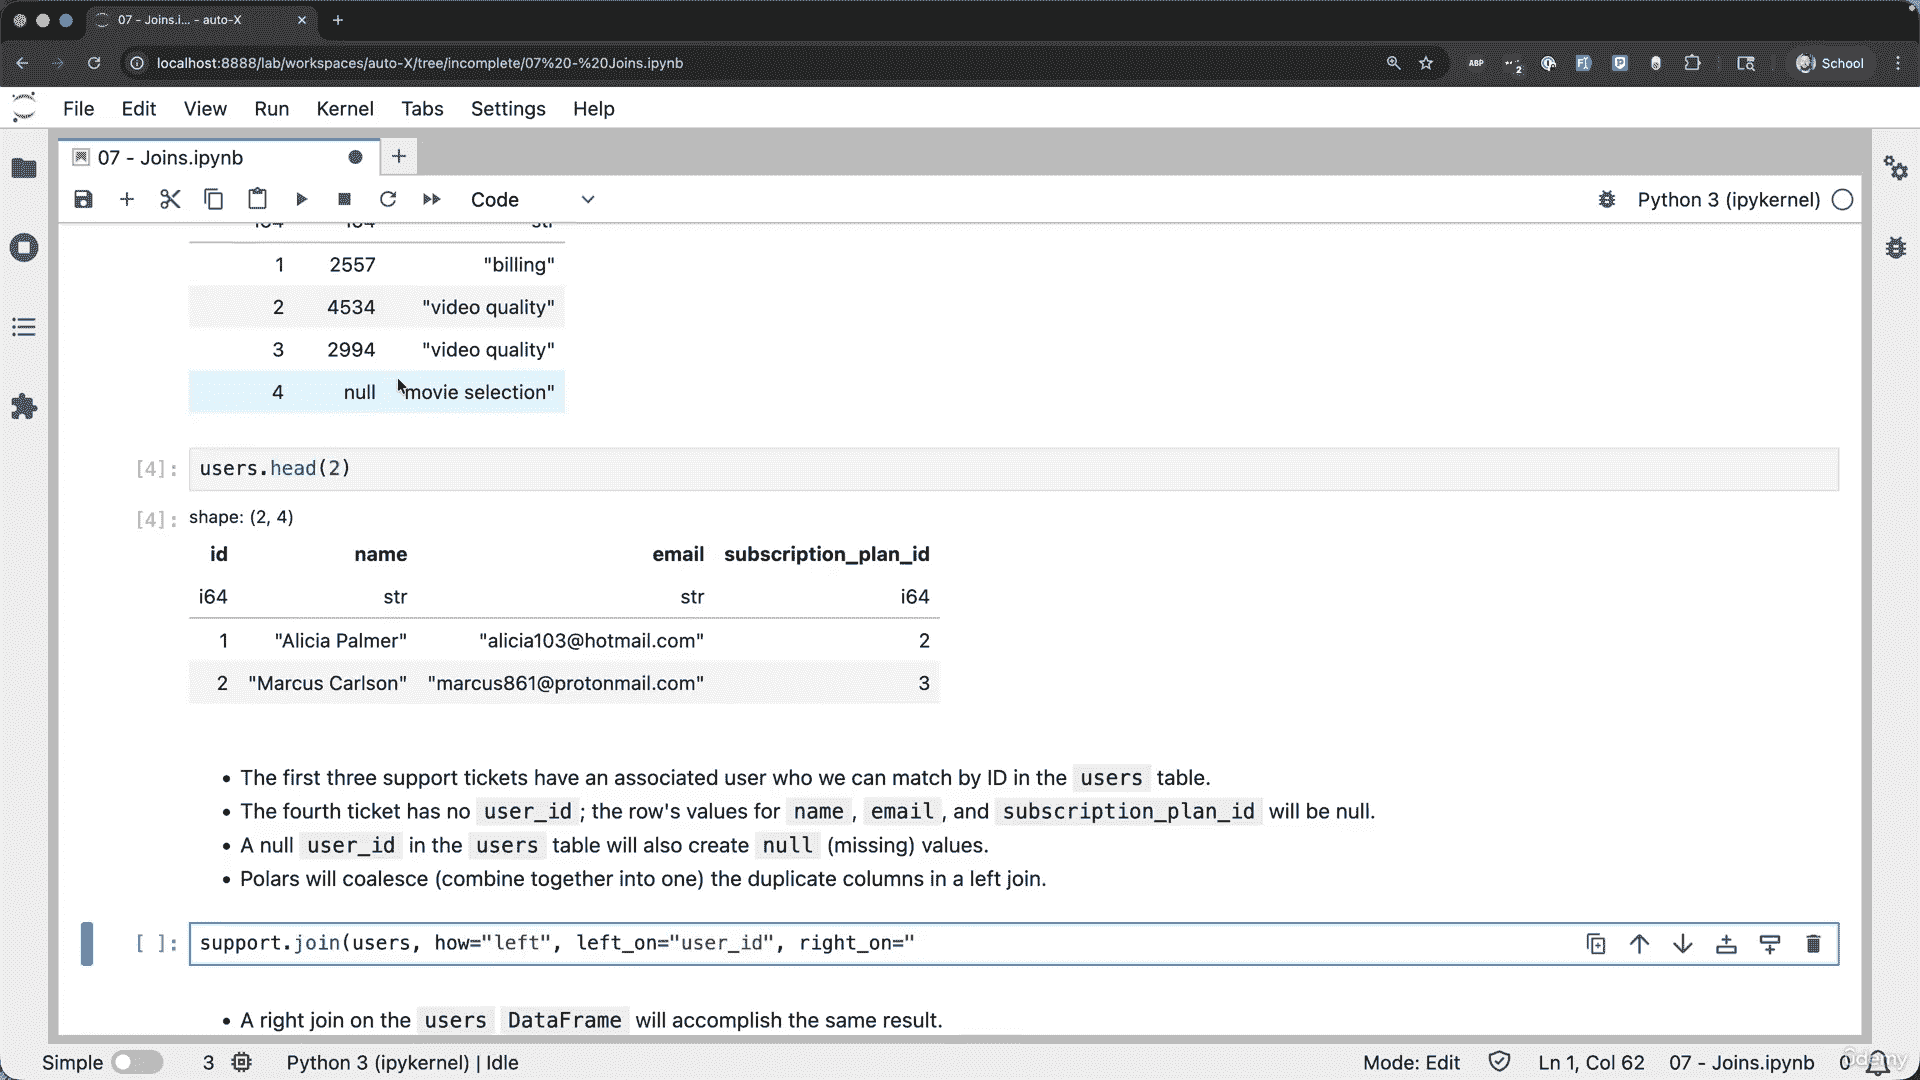 07 - Joins.i... - auto-X
localhost:8888/lab/workspaces/auto-X/tree/incomplete/07%20-%20Joins.ipynb
ABP
2
School
File Edit View Run Kernel Tabs Settings Help
07 - Joins.ipynb
Code
Python 3 (ipykernel)
i64 i64 str
1 2557 "billing"
2 4534 "video quality"
3 2994 "video quality"
4 null "movie selection"
[4]: users.head(2)
[4]: shape: (2, 4)
id name email subscription_plan_id
i64 str str i64
1 "Alicia Palmer" "alicia103@hotmail.com" 2
2 "Marcus Carlson" "marcus861@protonmail.com" 3
• The first three support tickets have an associated user who we can match by ID in the users table.
• The fourth ticket has no user_id ; the row's values for name , email , and subscription_plan_id will be null.
• A null user_id in the users table will also create null (missing) values.
• Polars will coalesce (combine together into one) the duplicate columns in a left join.
[ ]: support.join(users, how="left", left_on="user_id", right_on="
• A right join on the users DataFrame will accomplish the same result.
Simple 3 Python 3 (ipykernel) | Idle Mode: Edit Ln 1, Col 62 07 - Joins.ipynb 0
udemy